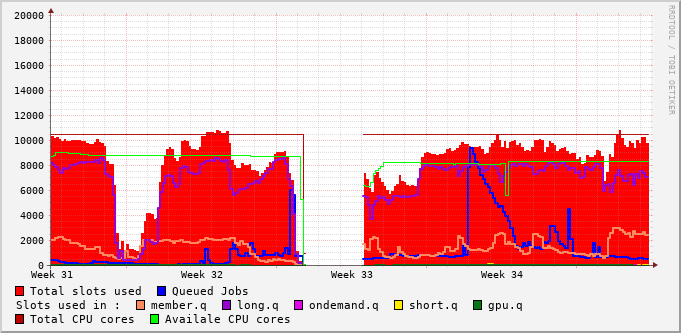 RRDTOOL / TOBI OETIKER
20000
18000
16000
14000
12000
10000
8000
6000
4000
2000
0
Week 31 Week 32 Week 33 Week 34
Total slots used Queued Jobs
Slots used in : member.q long.q ondemand.q short.q gpu.q
Total CPU cores Availale CPU cores